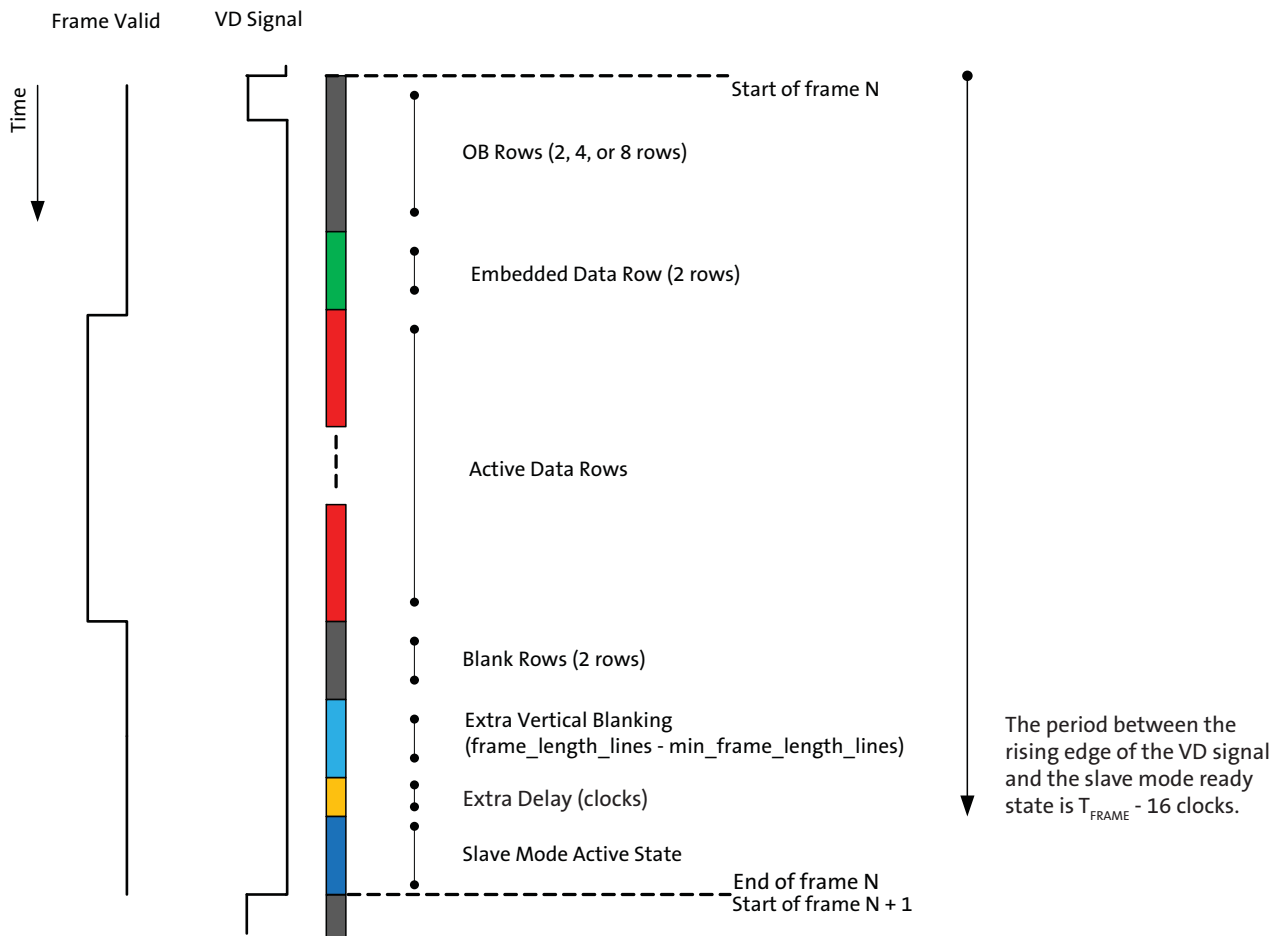 Frame Valid
VD Signal
Time
Start of frame N
OB Rows (2, 4, or 8 rows)
Embedded Data Row (2 rows)
Active Data Rows
Blank Rows (2 rows)
Extra Vertical Blanking
(frame_length_lines - min_frame_length_lines)
Extra Delay (clocks)
Slave Mode Active State
End of frame N
Start of frame N + 1
The period between the
rising edge of the VD signal
and the slave mode ready
state is TFRAME - 16 clocks.